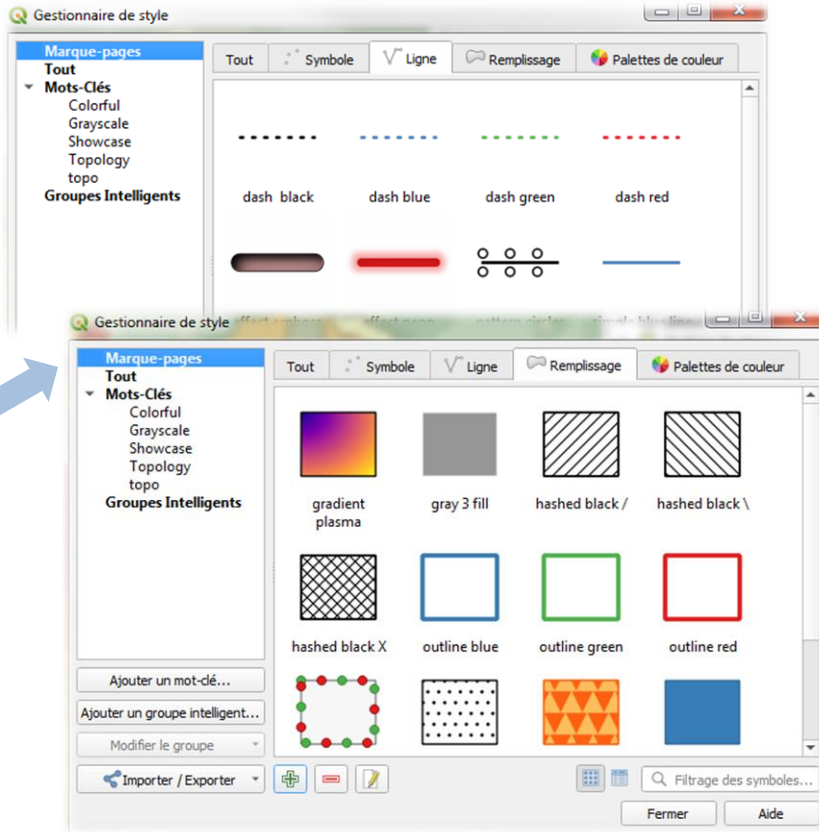 Gestionnaire de style
Marque-pages
Tout
Mots-Clés
Colorful
Grayscale
Showcase
Topology
topo
Groupes Intelligents
Tout Symbole Ligne Remplissage Palettes de couleur
dash black dash blue dash green dash red
Gestionnaire de style
Marque-pages
Tout
Mots-Clés
Colorful
Grayscale
Showcase
Topology
topo
Groupes Intelligents
Tout Symbole Ligne Remplissage Palettes de couleur
gradient plasma gray 3 fill hashed black / hashed black \
hashed black X outline blue outline green outline red
Ajouter un mot-clé...
Ajouter un groupe intelligent...
Modifier le groupe
Importer / Exporter
Filtrage des symboles...
Fermer Aide